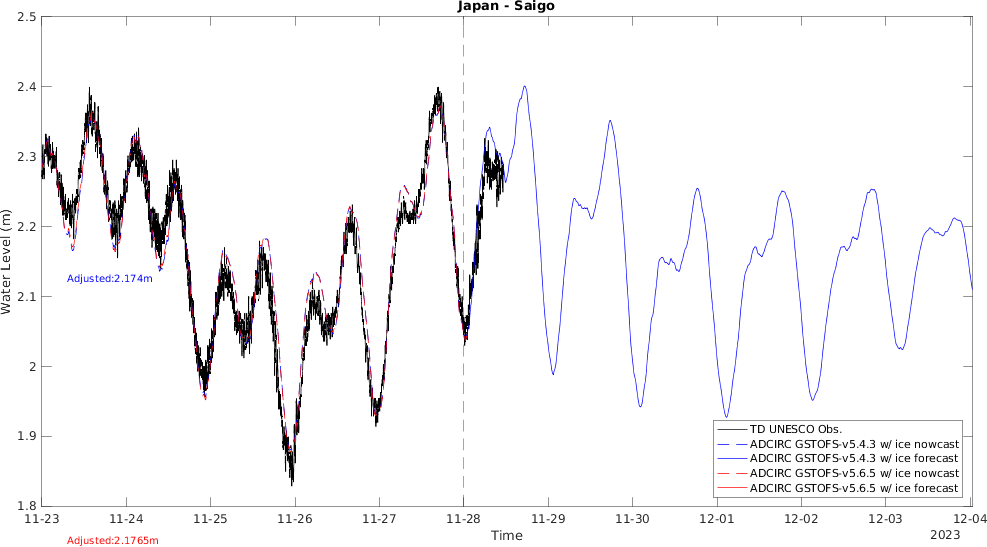 Japan - Saigo
2.5
2.4
2.3
2.2
2.1
2
1.9
1.8
Water Level (m)
Adjusted:2.174m
TD UNESCO Obs.
ADCIRC GSTOFS-v5.4.3 w/ ice nowcast
ADCIRC GSTOFS-v5.4.3 w/ ice forecast
ADCIRC GSTOFS-v5.6.5 w/ ice nowcast
ADCIRC GSTOFS-v5.6.5 w/ ice forecast
11-23 11-24 11-25 11-26 11-27 11-28 11-29 11-30 12-01 12-02 12-03 12-04
Time
2023
Adjusted:2.1765m